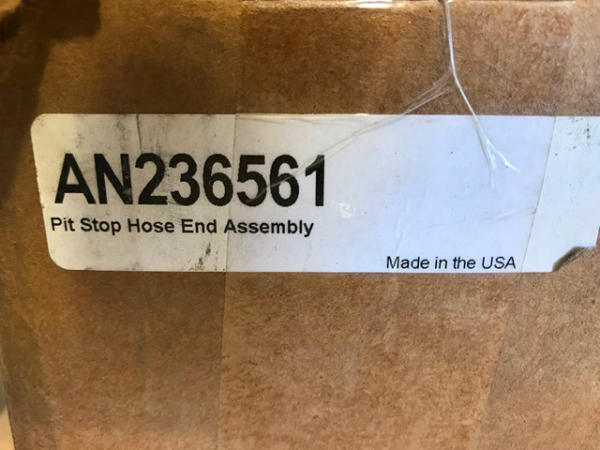 AN236561
Pit Stop Hose End Assembly
Made in the USA